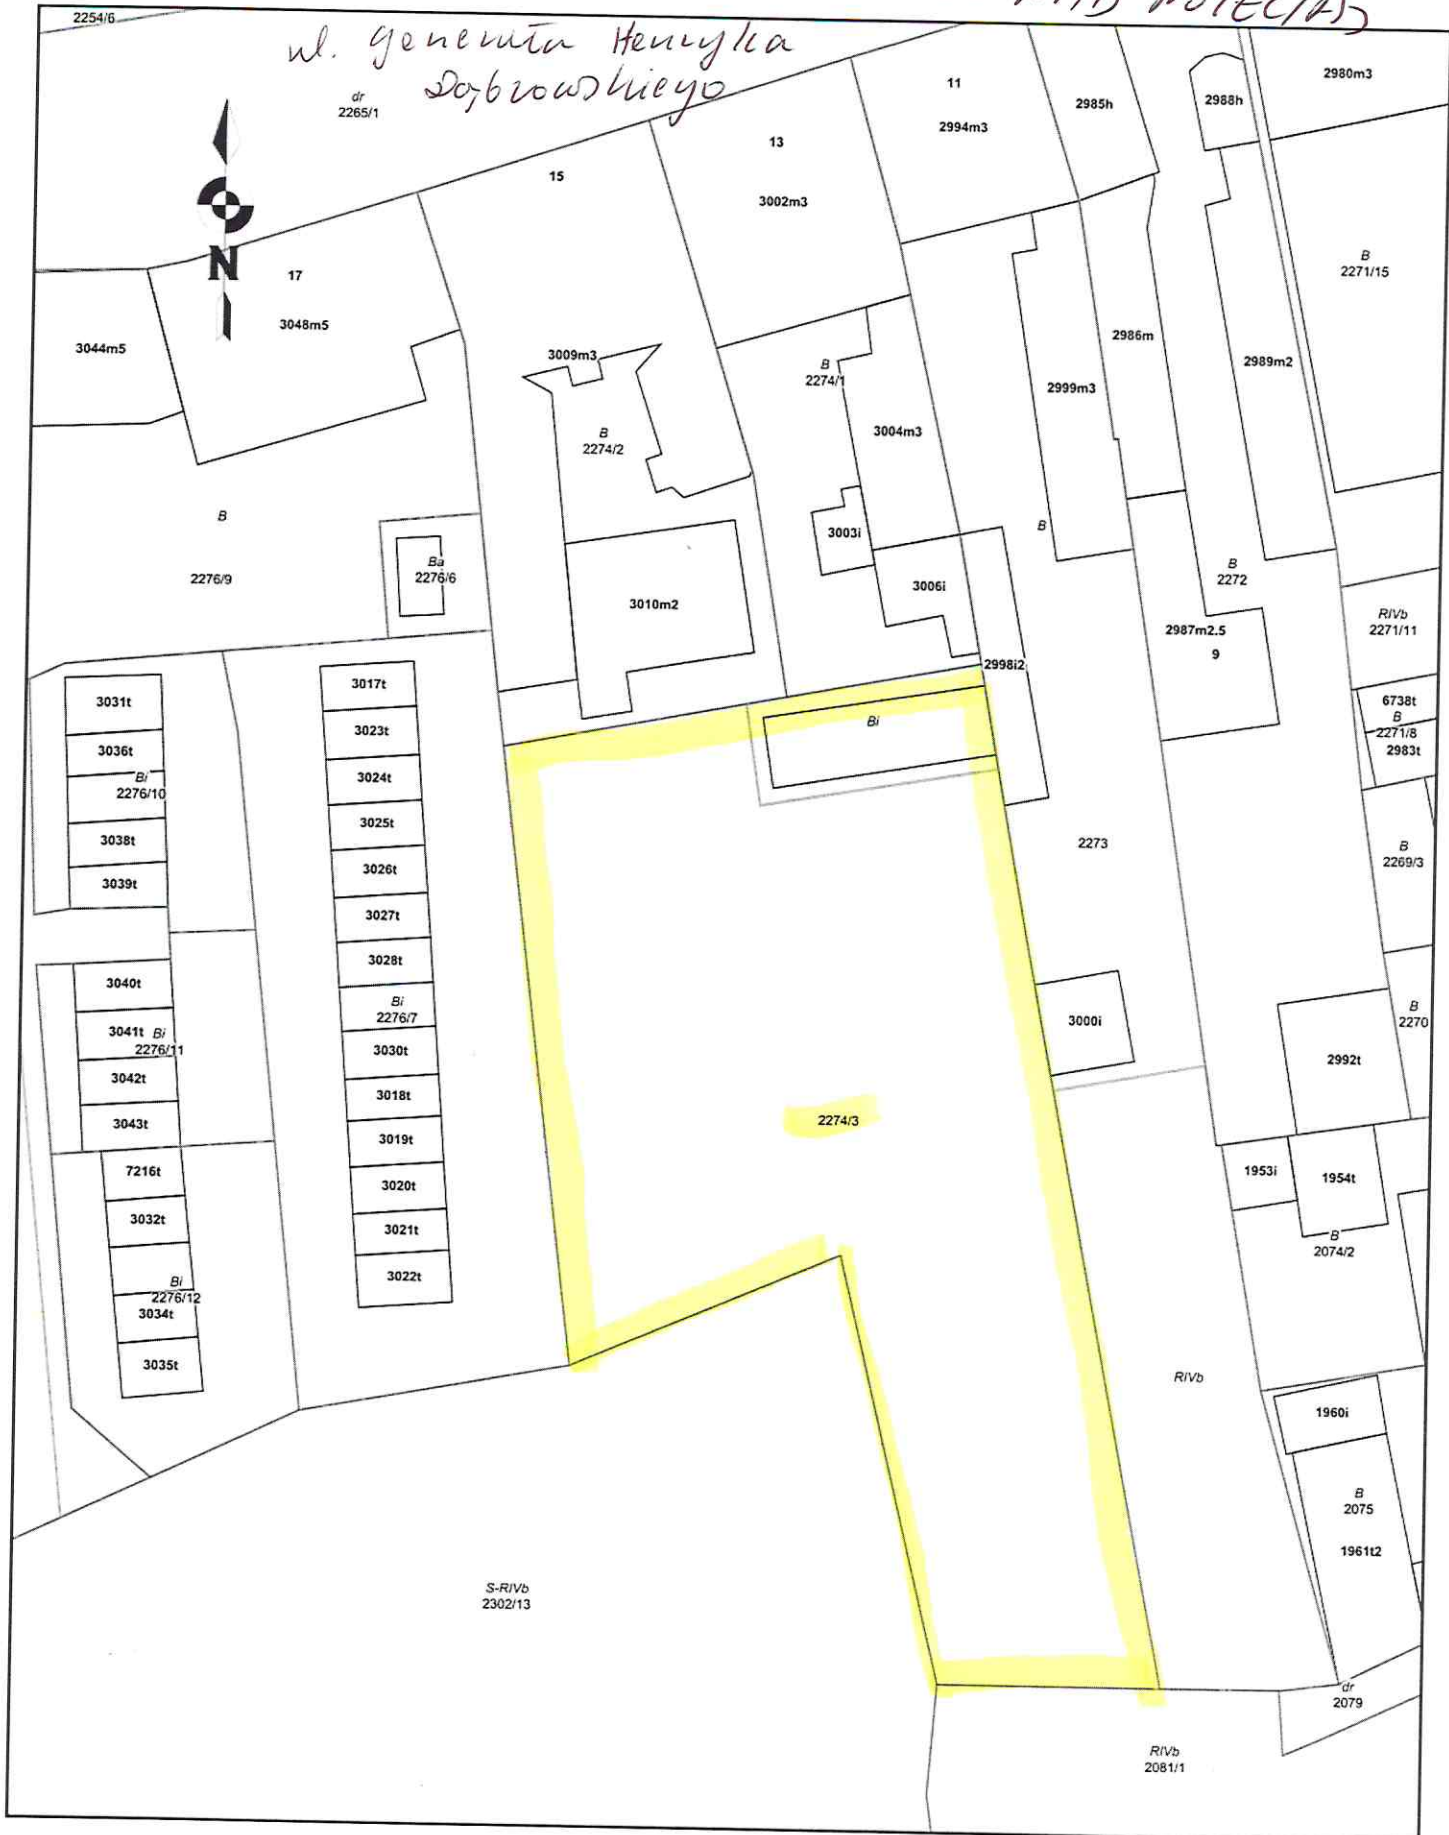 2254/6
ul. Generała Henryka
Dąbrowskiego
dr
2265/1
N
17
3048m5
3044m5
15
3009m3
B
2274/2
13
3002m3
11
2994m3
2985h
2988h
2980m3
B
2271/15
B
2274/1
3004m3
3003i
3006i
2999m3
2986m
2989m2
B
2276/9
Ba
2276/6
3010m2
B
B
2272
2987m2.5
9
2998i2
RIVb
2271/11
6738t
B
2271/8
2983t
3031t
3036t
Bi
2276/10
3038t
3039t
3017t
3023t
3024t
3025t
3026t
3027t
3028t
Bi
2276/7
3030t
3018t
3019t
3020t
3021t
3022t
Bi
2273
B
2269/3
3040t
3041t
Bi
2276/11
3042t
3043t
7216t
3032t
Bi
2276/12
3034t
3035t
3000i
B
2270
2992t
2274/3
1953i
1954t
B
2074/2
RIVb
1960i
B
2075
1961t2
S-RIVb
2302/13
dr
2079
RIVb
2081/1